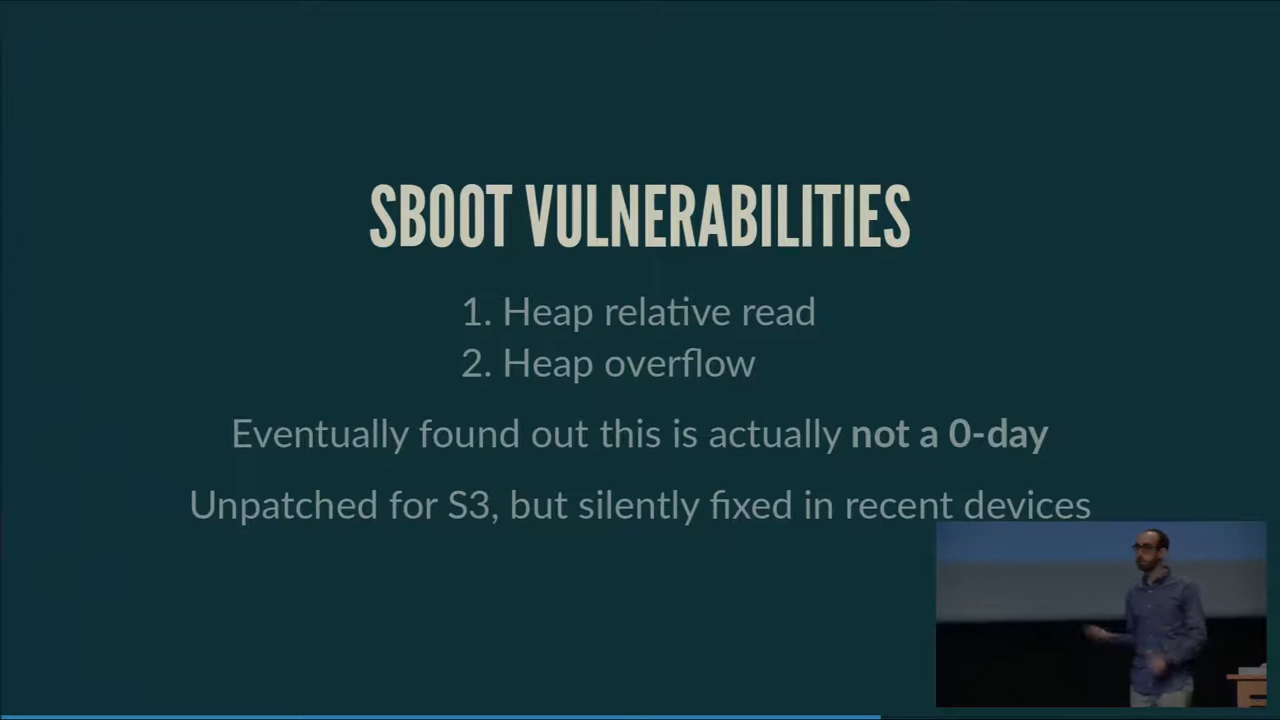 SBOOT VULNERABILITIES
1. Heap relative read
2. Heap overflow
Eventually found out this is actually not a 0-day
Unpatched for S3, but silently fixed in recent devices